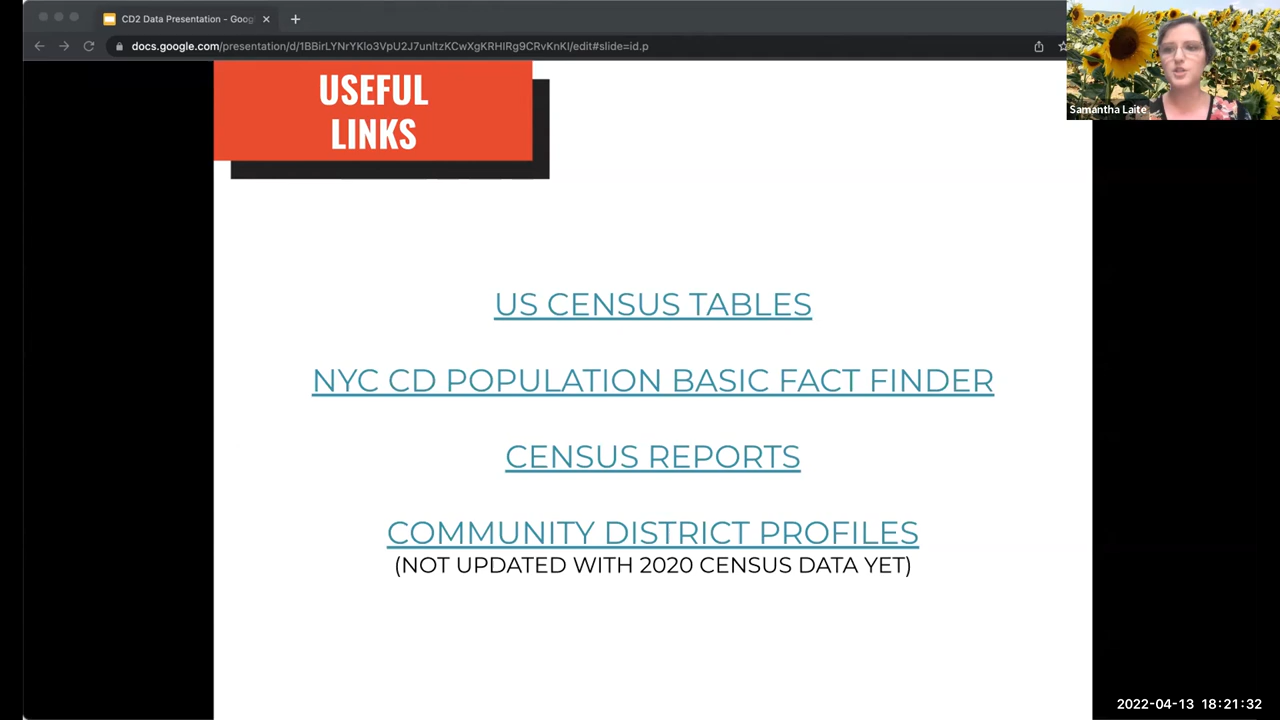 CD2 Data Presentation - Goog
docs.google.com/presentation/d/1BBirLYNrYKlo3VpU2J7unltzKCwXgKRHIRg9CRvKnKI/edit#slide=id.p
Samantha Laite
USEFUL
LINKS
US CENSUS TABLES
NYC CD POPULATION BASIC FACT FINDER
CENSUS REPORTS
COMMUNITY DISTRICT PROFILES
(NOT UPDATED WITH 2020 CENSUS DATA YET)
2022-04-13 18:21:32